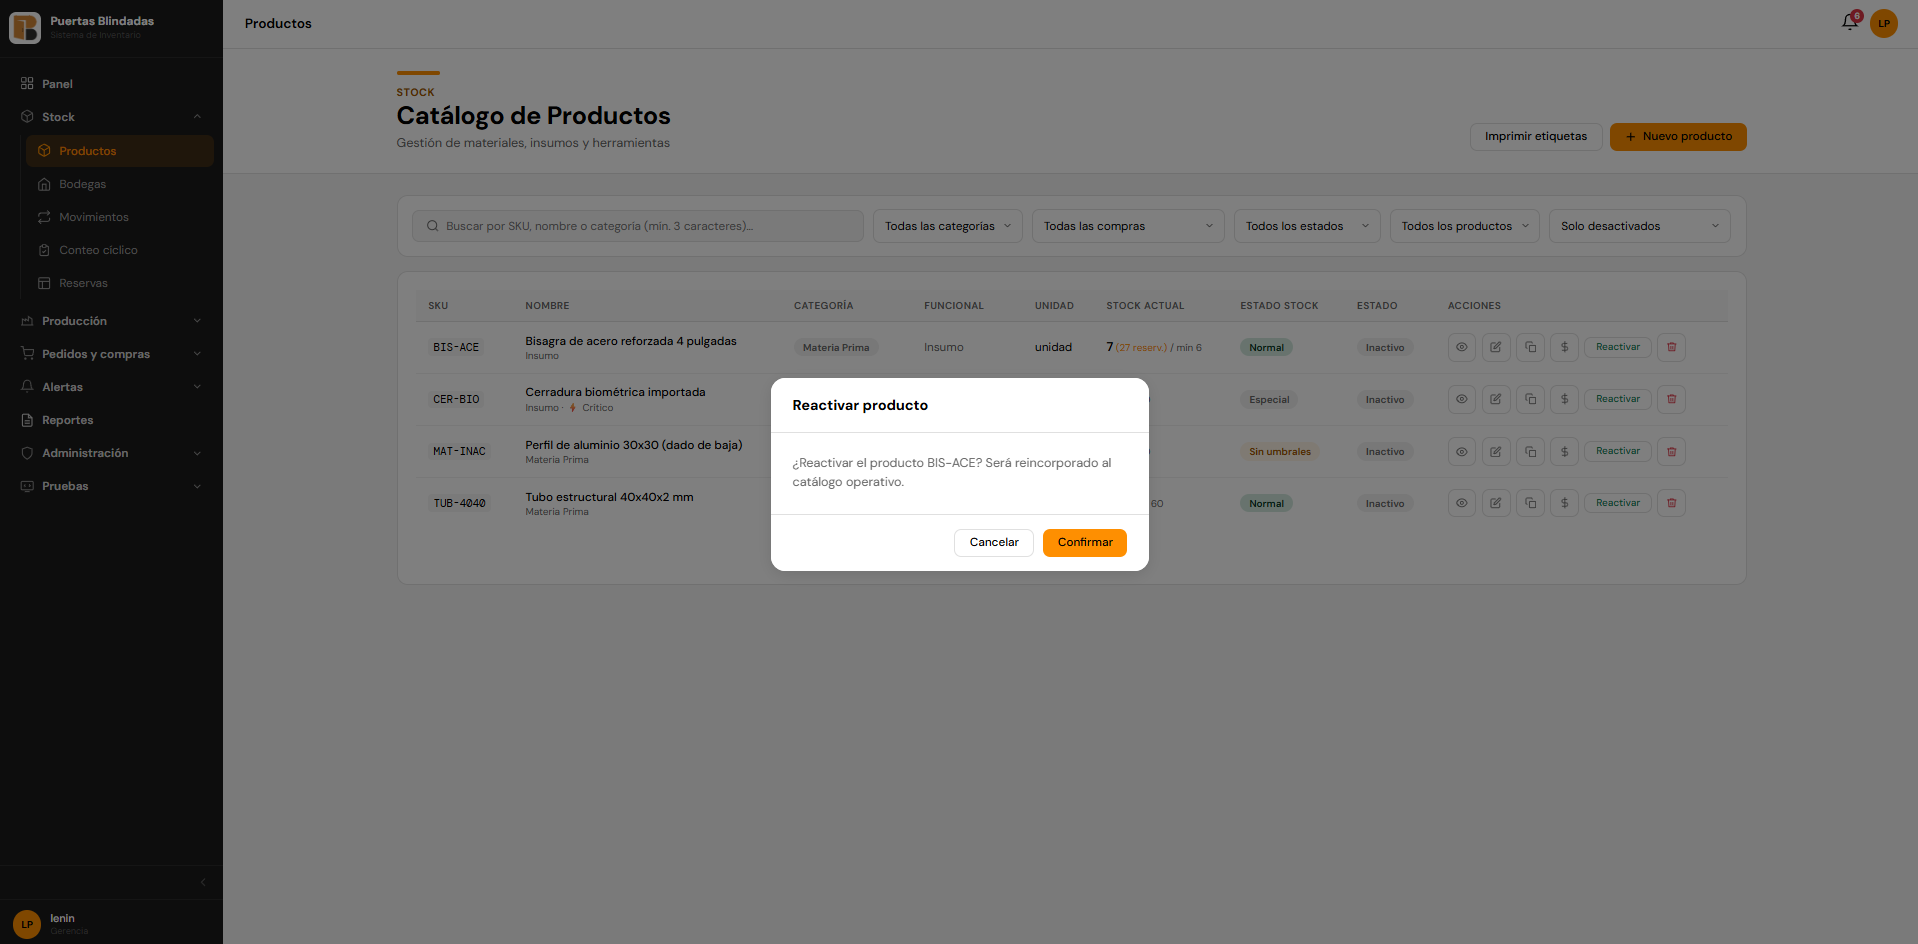 Puertas Blindadas
Sistema de Inventario
Productos
6
LP
Panel
Stock
Productos
Bodegas
Movimientos
Conteo cíclico
Reservas
Producción
Pedidos y compras
Alertas
Reportes
Administración
Pruebas
LP
lenin
Gerencia
STOCK
Catálogo de Productos
Gestión de materiales, insumos y herramientas
Imprimir etiquetas
+ Nuevo producto
Buscar por SKU, nombre o categoría (mín. 3 caracteres)...
Todas las categorías
Todas las compras
Todos los estados
Todos los productos
Solo desactivados
SKU NOMBRE CATEGORÍA FUNCIONAL UNIDAD STOCK ACTUAL ESTADO STOCK ESTADO ACCIONES
BIS-ACE Bisagra de acero reforzada 4 pulgadas Materia Prima Insumo unidad 7 (27 reserv.) / mín 6 Normal Inactivo $ Reactivar
Insumo
CER-BIO Cerradura biométrica importada Especial Inactivo $ Reactivar
Insumo · Crítico
MAT-INAC Perfil de aluminio 30x30 (dado de baja) Sin umbrales Inactivo $ Reactivar
Materia Prima
TUB-4040 Tubo estructural 40x40x2 mm 60 Normal Inactivo $ Reactivar
Materia Prima
Reactivar producto
¿Reactivar el producto BIS-ACE? Será reincorporado al
catálogo operativo.
Cancelar
Confirmar